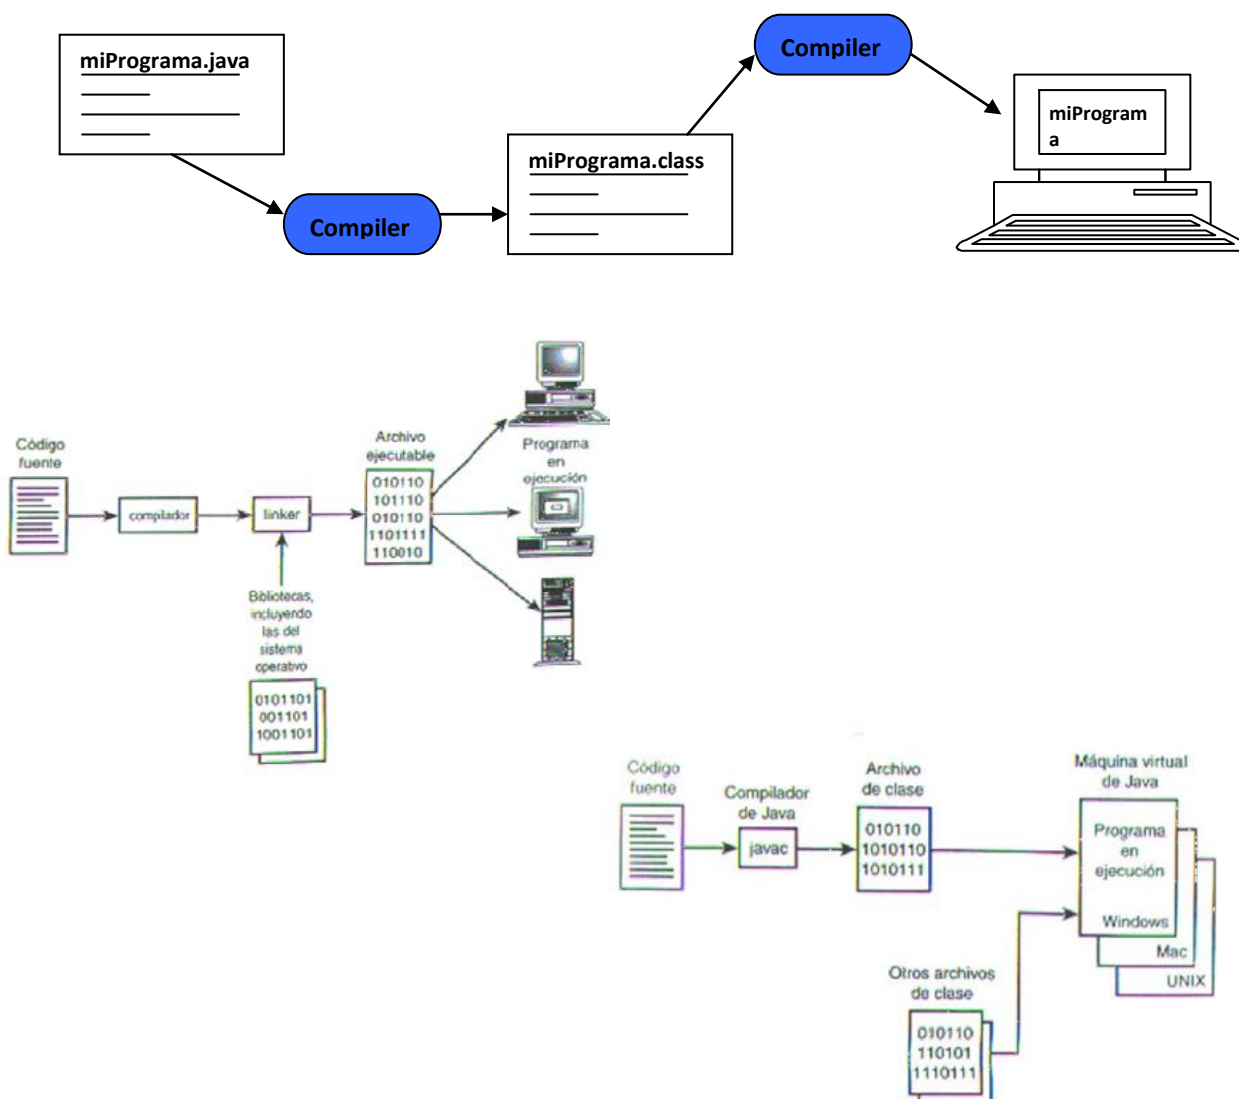 miPrograma.java
Compiler
miPrograma.class
Compiler
miProgram
a
Código
fuente
compilador
linker
Bibliotecas,
incluyendo
las del
sistema
operativo
0101101
001101
1001101
Archivo
ejecutable
010110
101110
010110
1101111
110010
Programa
en
ejecución
Código
fuente
Compilador
de Java
javac
Archivo
de clase
010110
1010110
1010111
Otros archivos
de clase
010110
110101
1110111
Máquina virtual
de Java
Programa
en
ejecución
Windows
Mac
UNIX